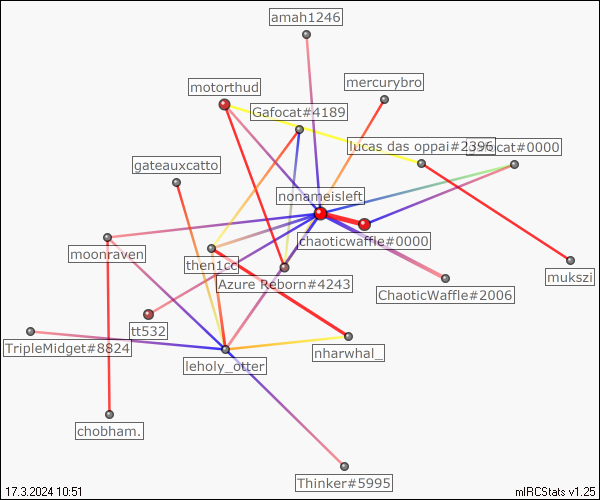 amah1246
motorthud
mercurybro
Gafocat#4189
lucas das oppai#2396
cat#0000
gateauxcatto
nonameisleft
chaoticwaffle#0000
moonraven
then1cc
Azure Reborn#4243
mukszi
ChaoticWaffle#2006
tt532
TripleMidget#8824
nharwhal_
leholy_otter
chobham.
Thinker#5995
17.3.2024 10:51
mIRCStats v1.25